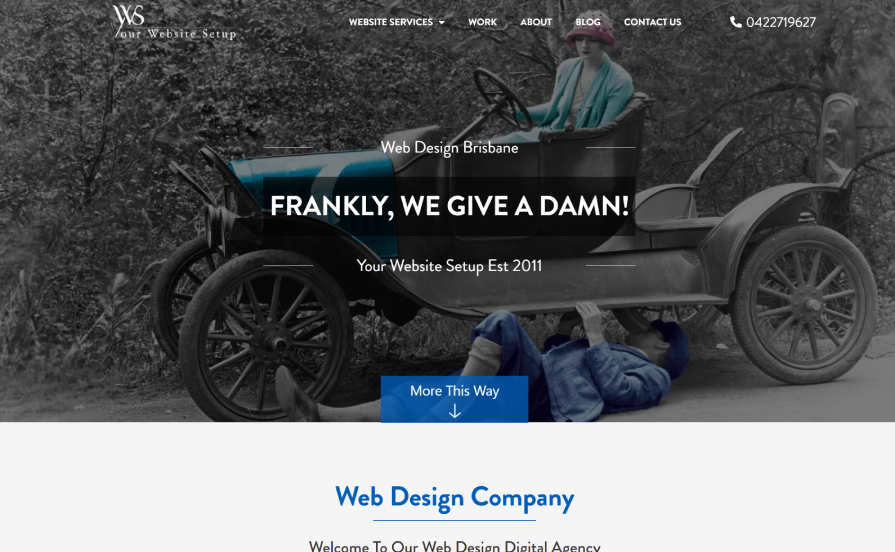 YWS
Your Website Setup
WEBSITE SERVICES
WORK
ABOUT
BLOG
CONTACT US
0422719627
Web Design Brisbane
FRANKLY, WE GIVE A DAMN!
Your Website Setup Est 2011
More This Way
Web Design Company
Welcome To Our Web Design Digital Agency